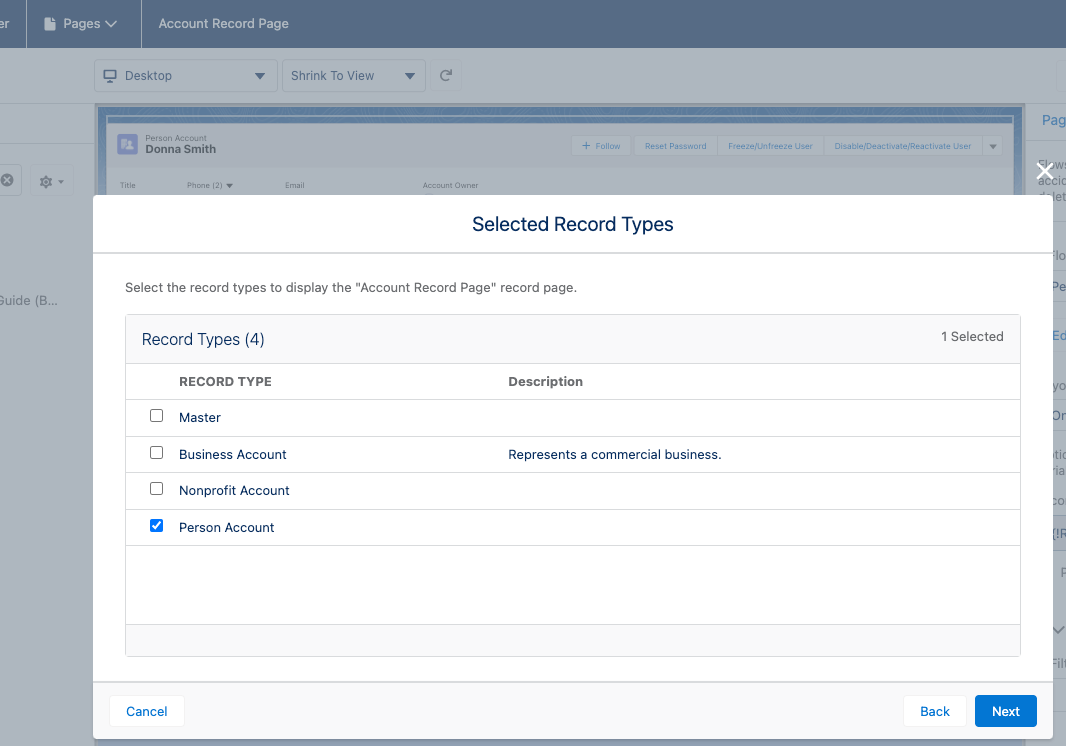 er
Pages
Account Record Page
Desktop
Shrink To View
Person Account
Donna Smith
Follow
Reset Password
Freeze/Unfreeze User
Disable/Deactivate/Reactivate User
Title
Phone (2)
Email
Account Owner
Pag
Flows
accid
delet
Guide (B...
Selected Record Types
Select the record types to display the "Account Record Page" record page.
Record Types (4)
1 Selected
RECORD TYPE
Description
Master
Business Account
Represents a commercial business.
Nonprofit Account
Person Account
Cancel
Back
Next